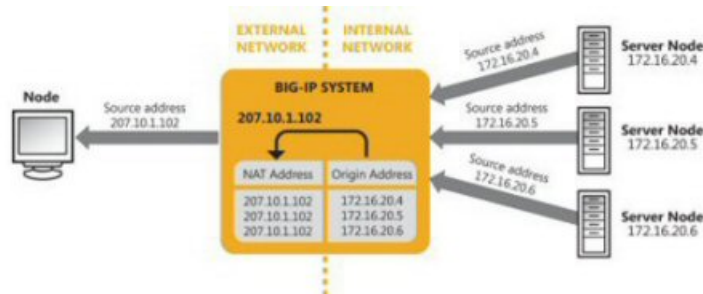 EXTERNAL
NETWORK
INTERNAL
NETWORK
BIG-IP SYSTEM
207.10.1.102
NAT Address
Origin Address
207.10.1.102
172.16.20.4
207.10.1.102
172.16.20.5
207.10.1.102
172.16.20.6
Node
Source address
207.10.1.102
Source address
172.16.20.4
Source address
172.16.20.5
Source address
172.16.20.6
Server Node
172.16.20.4
Server Node
172.16.20.5
Server Node
172.16.20.6